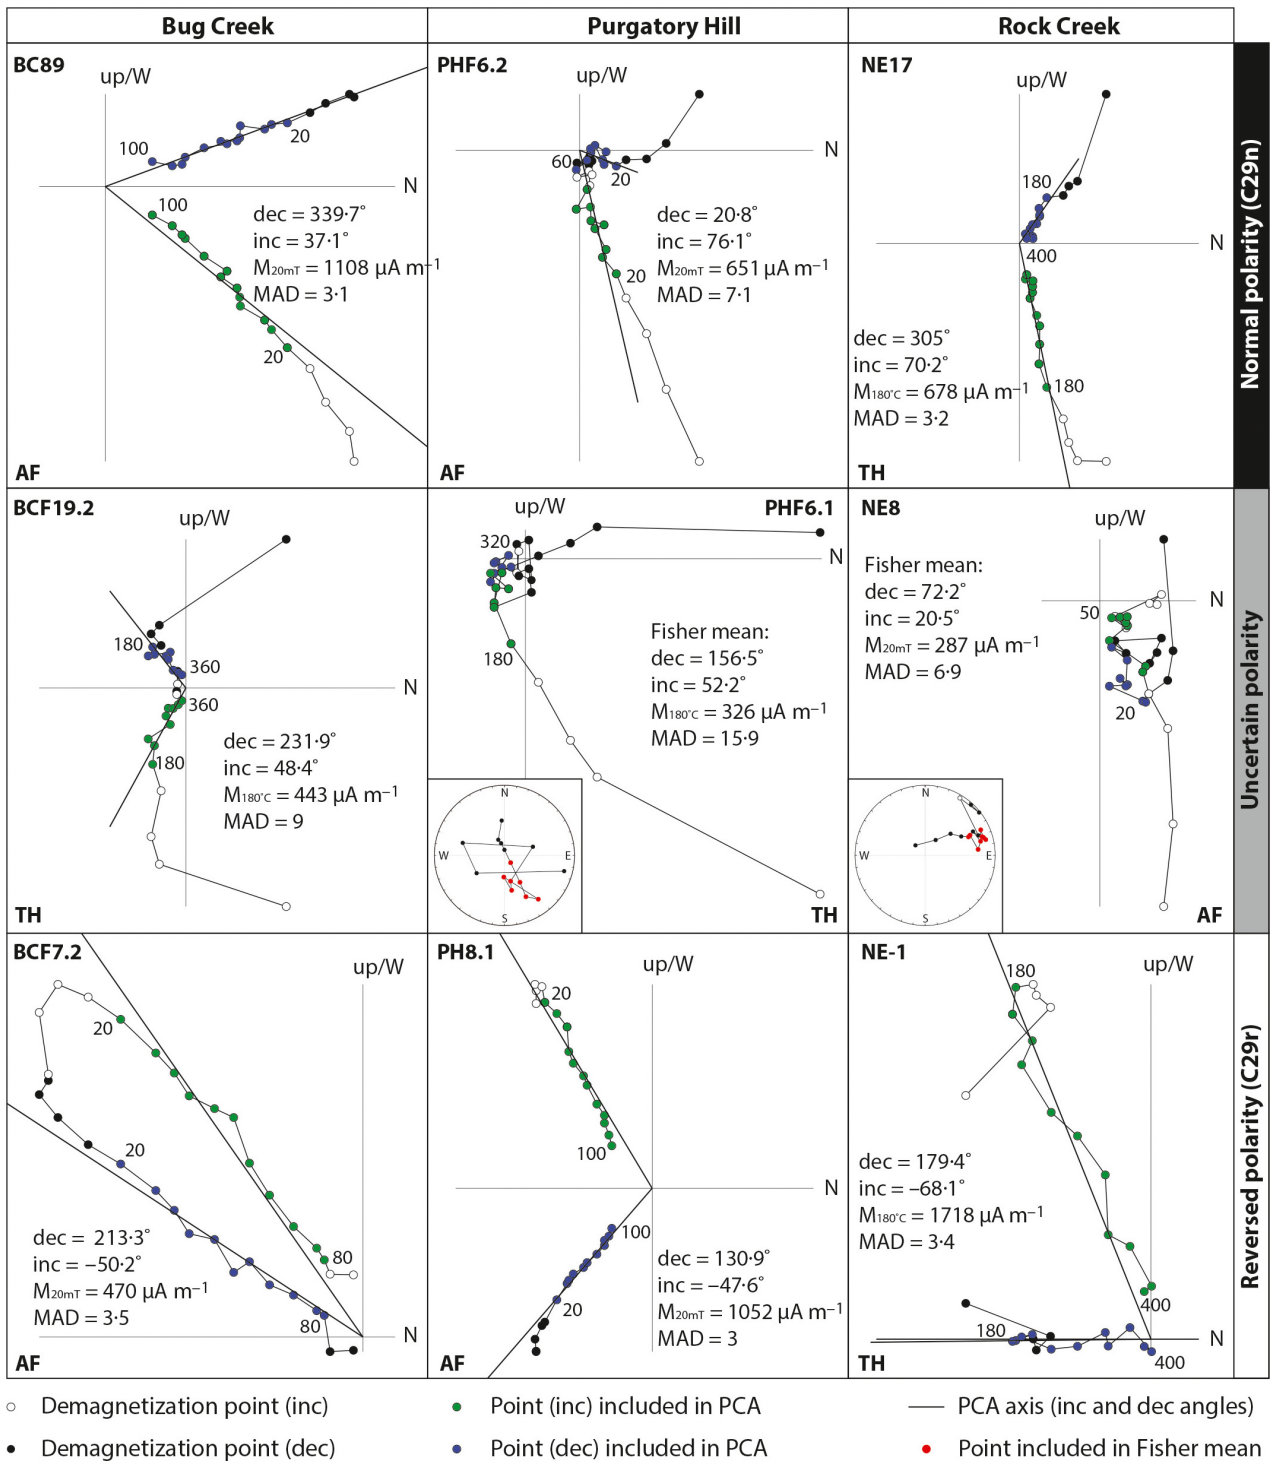 Bug Creek
Purgatory Hill
Rock Creek
BC89
up/W
N
100
20
100
20
dec = 339·7°
inc = 37·1°
M20mT = 1108 μA m–1
MAD = 3·1
AF
PHF6.2
up/W
N
60
20
20
dec = 20·8°
inc = 76·1°
M20mT = 651 μA m–1
MAD = 7·1
AF
NE17
up/W
N
180
400
180
dec = 305°
inc = 70·2°
M180°C = 678 μA m–1
MAD = 3·2
TH
Normal polarity (C29n)
BCF19.2
up/W
N
180
360
360
180
dec = 231·9°
inc = 48·4°
M180°C = 443 μA m–1
MAD = 9
TH
PHF6.1
up/W
N
320
180
Fisher mean:
dec = 156·5°
inc = 52·2°
M180°C = 326 μA m–1
MAD = 15·9
N
W
E
S
TH
NE8
up/W
N
50
20
Fisher mean:
dec = 72·2°
inc = 20·5°
M20mT = 287 μA m–1
MAD = 6·9
N
W
E
S
AF
Uncertain polarity
BCF7.2
up/W
N
20
20
80
80
dec = 213·3°
inc = –50·2°
M20mT = 470 μA m–1
MAD = 3·5
AF
PH8.1
up/W
N
20
100
100
20
dec = 130·9°
inc = –47·6°
M20mT = 1052 μA m–1
MAD = 3
AF
NE-1
up/W
N
180
400
180
400
dec = 179·4°
inc = –68·1°
M180°C = 1718 μA m–1
MAD = 3·4
TH
Reversed polarity (C29r)
Demagnetization point (inc)
Point (inc) included in PCA
PCA axis (inc and dec angles)
Demagnetization point (dec)
Point (dec) included in PCA
Point included in Fisher mean